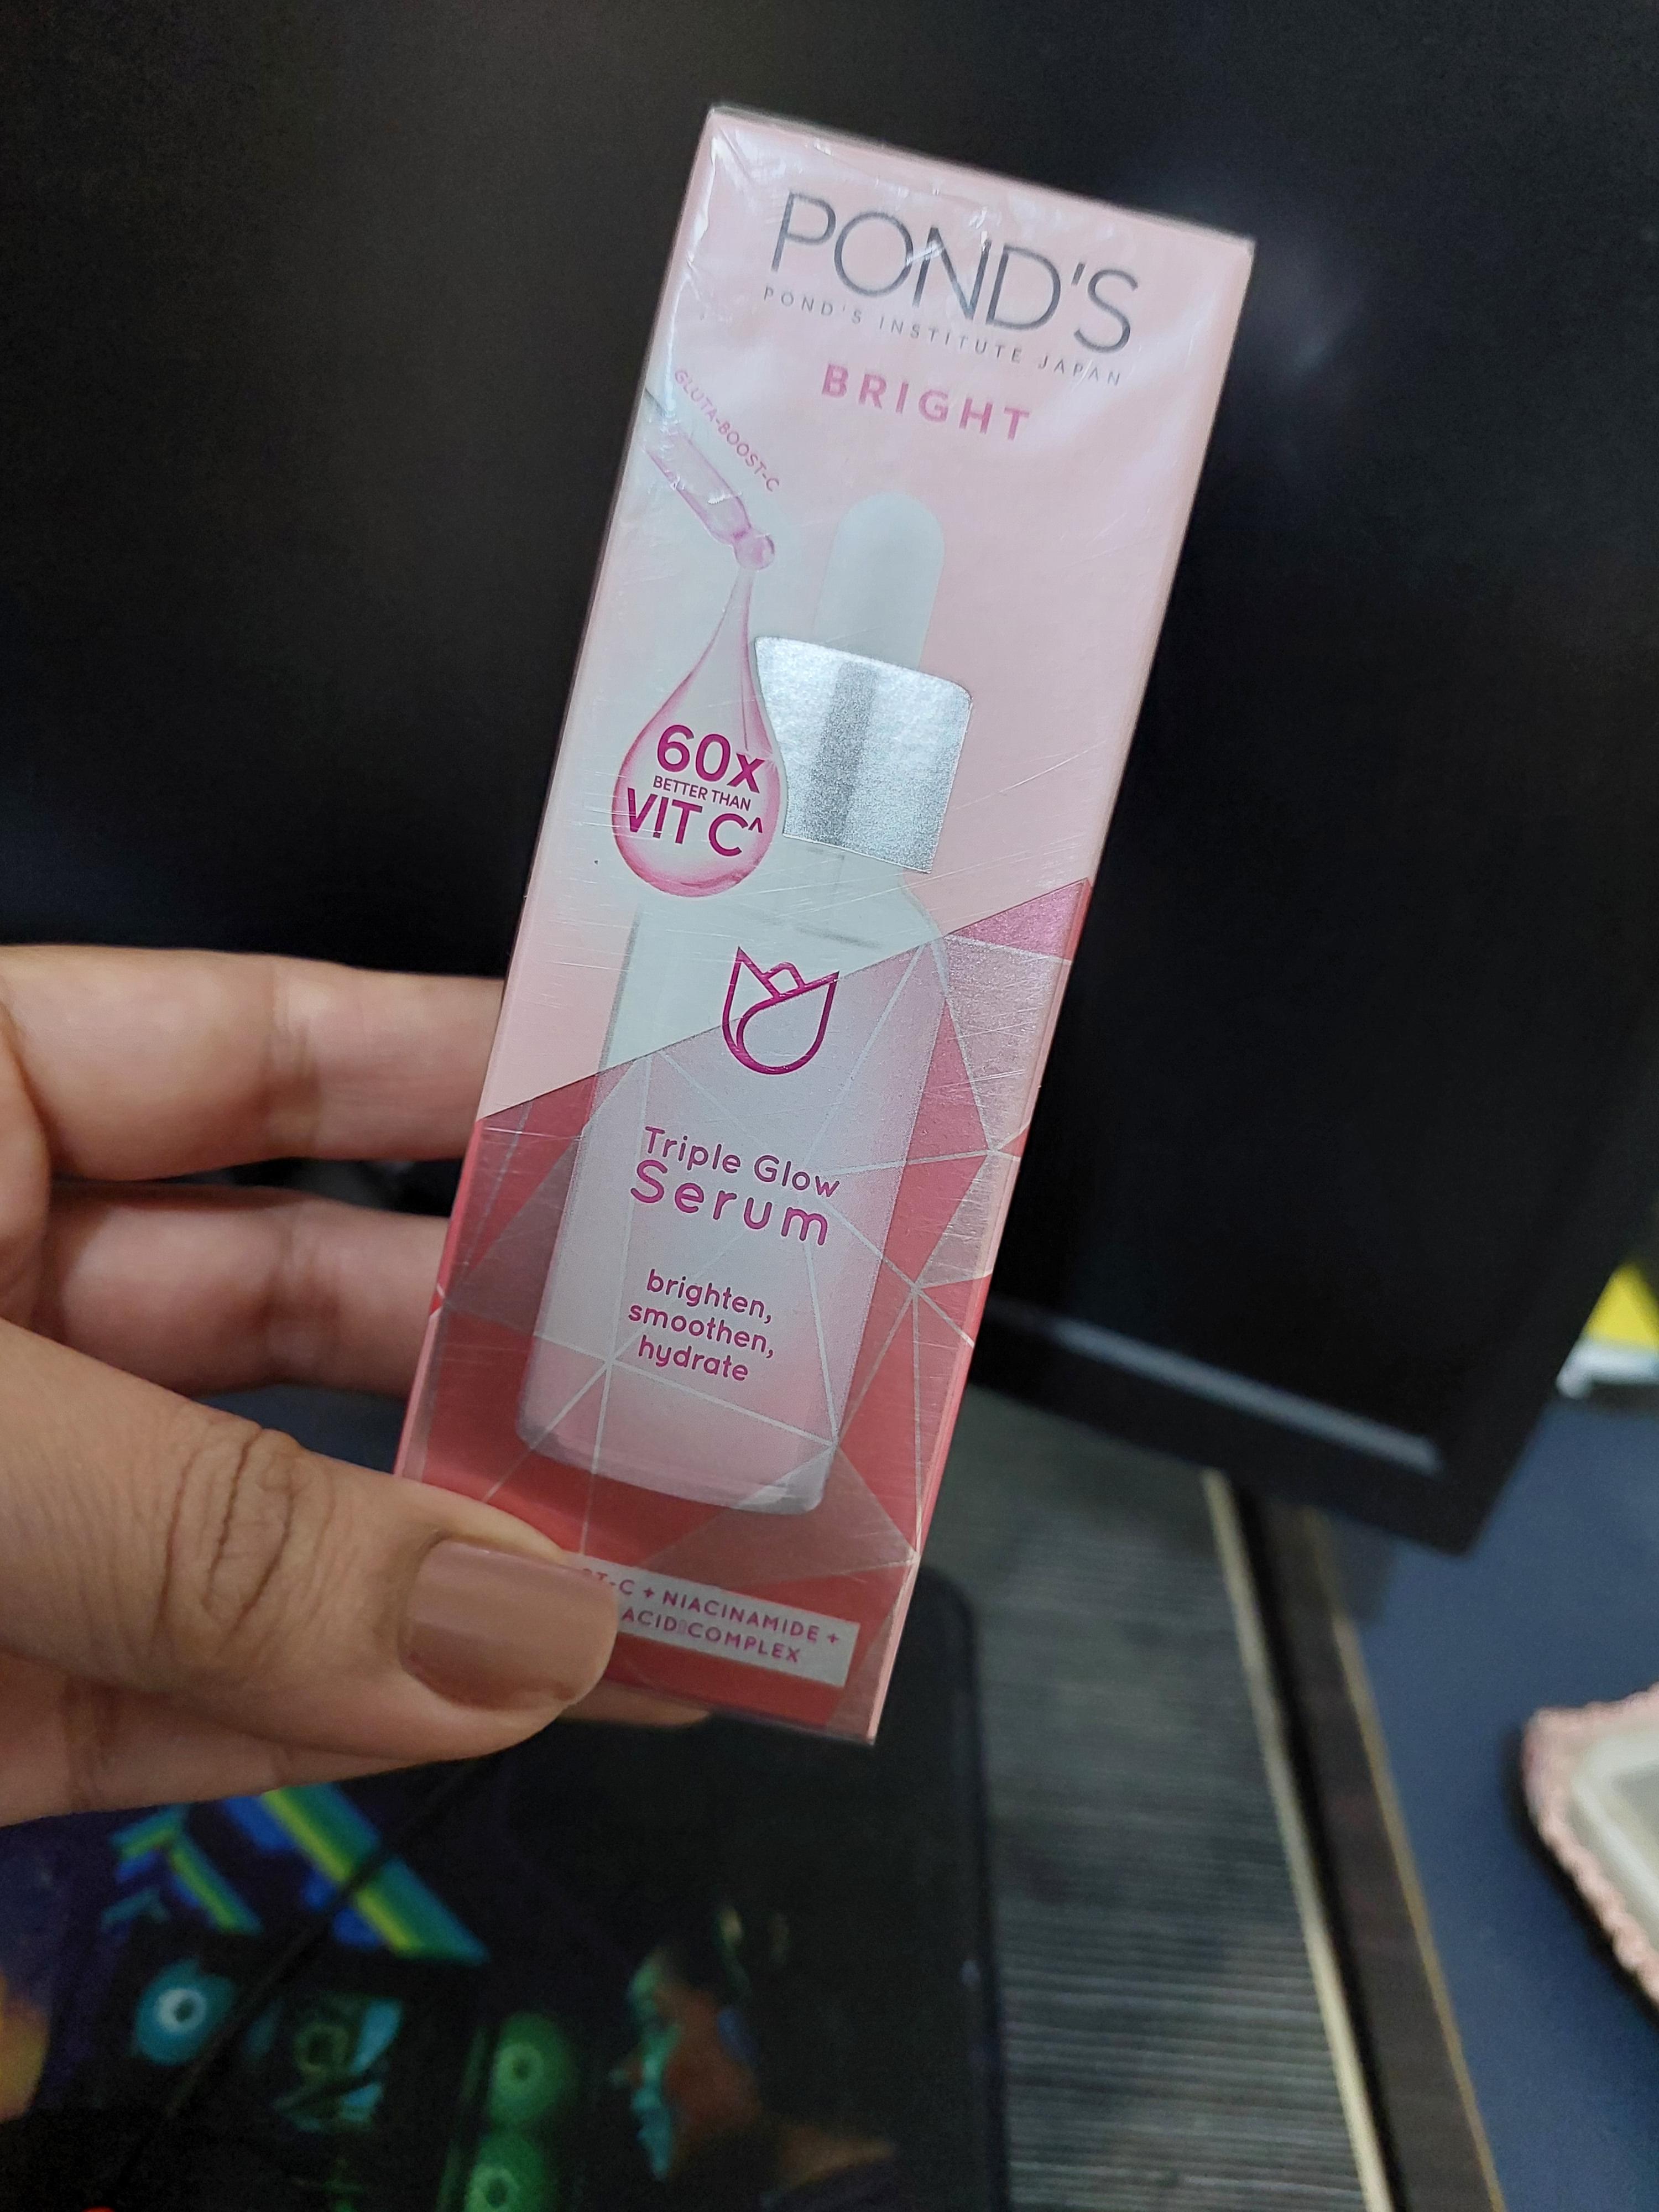 POND'S
POND'S INSTITUTE JAPAN
BRIGHT
GLUTA-BOOST-C
60x
BETTER THAN
VIT C^
Triple Glow
Serum
brighten,
smoothen,
hydrate
-C + NIACINAMIDE +
ACID COMPLEX